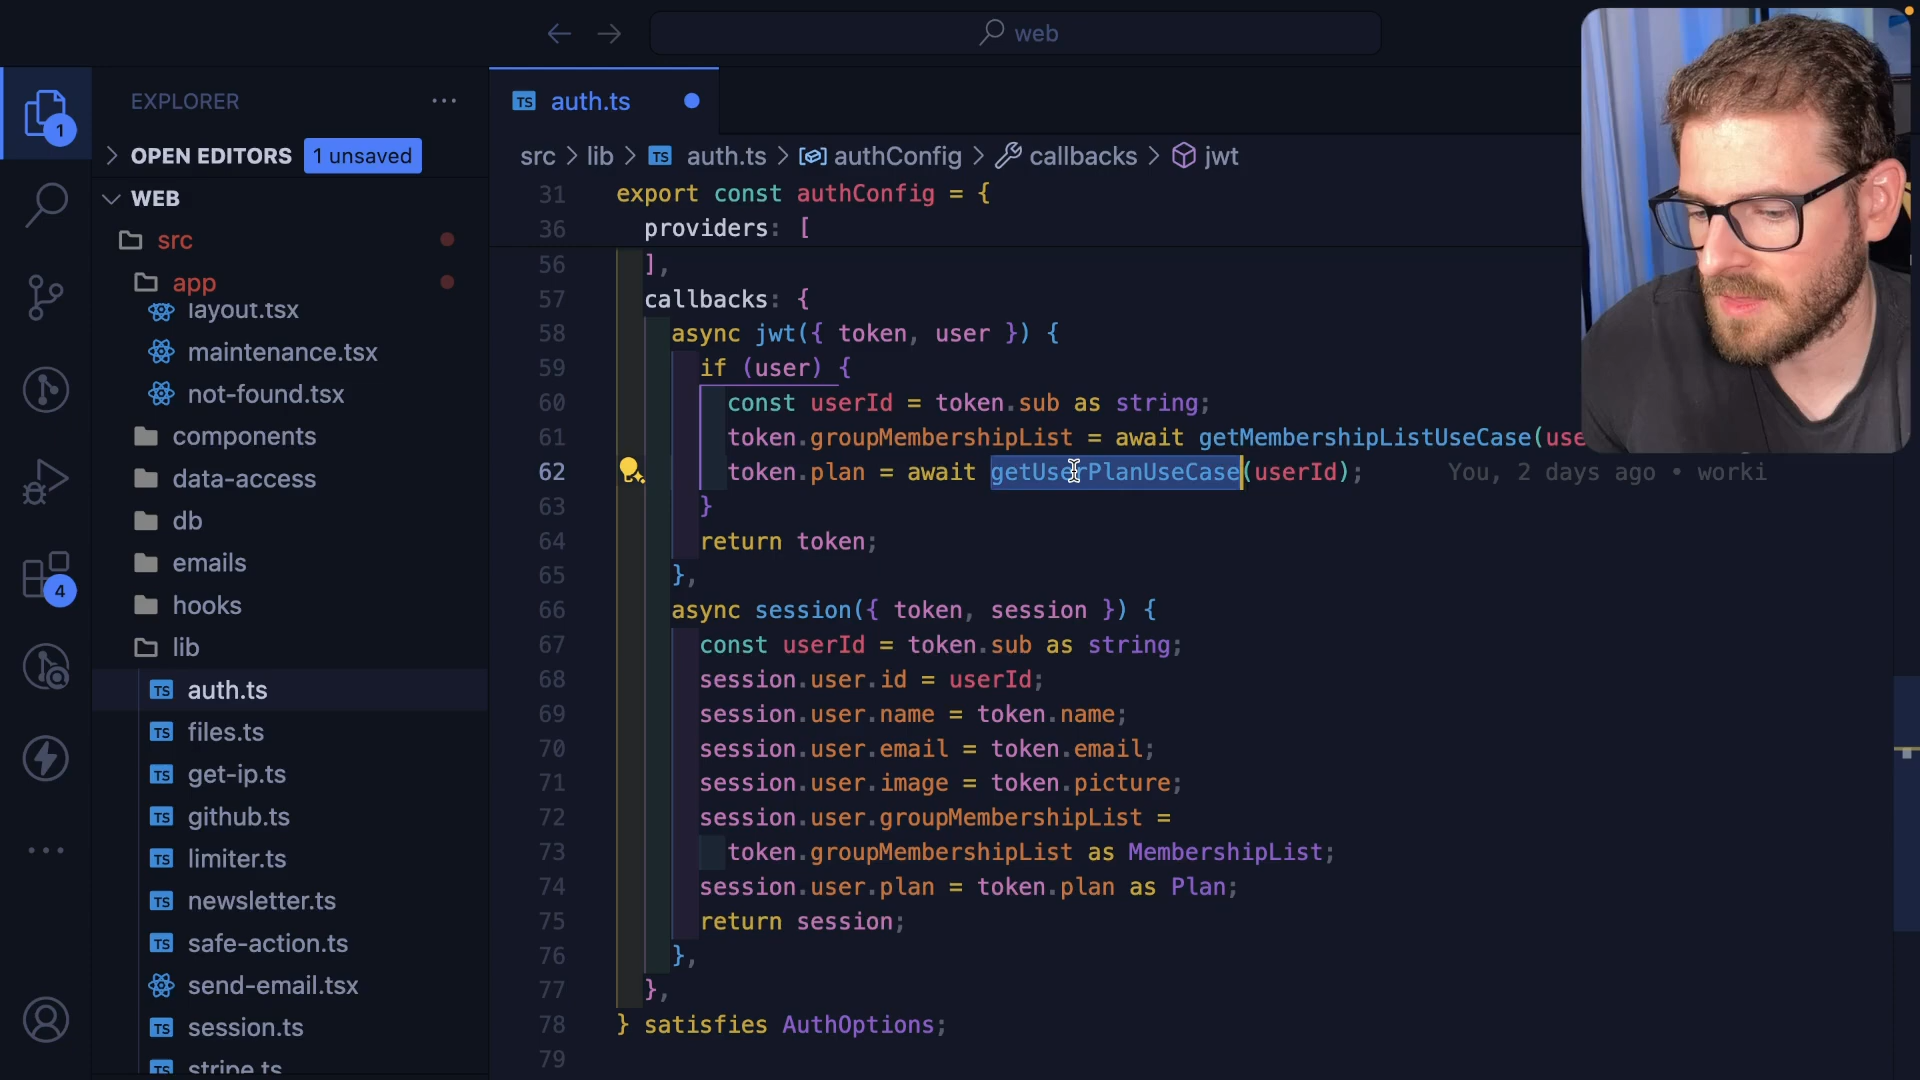 web
EXPLORER
auth.ts
OPEN EDITORS 1 unsaved
WEB
src
app
layout.tsx
maintenance.tsx
not-found.tsx
components
data-access
db
emails
hooks
lib
auth.ts
files.ts
get-ip.ts
github.ts
limiter.ts
newsletter.ts
safe-action.ts
send-email.tsx
session.ts
stripe.ts
1
4
src > lib > TS auth.ts > authConfig > callbacks > jwt
31 export const authConfig = {
36 providers: [
56 ],
57 callbacks: {
58 async jwt({ token, user }) {
59 if (user) {
60 const userId = token.sub as string;
61 token.groupMembershipList = await getMembershipListUseCase(use
62 token.plan = await getUserPlanUseCase(userId); You, 2 days ago • worki
63 }
64 return token;
65 },
66 async session({ token, session }) {
67 const userId = token.sub as string;
68 session.user.id = userId;
69 session.user.name = token.name;
70 session.user.email = token.email;
71 session.user.image = token.picture;
72 session.user.groupMembershipList =
73 token.groupMembershipList as MembershipList;
74 session.user.plan = token.plan as Plan;
75 return session;
76 },
77 },
78 } satisfies AuthOptions;
79